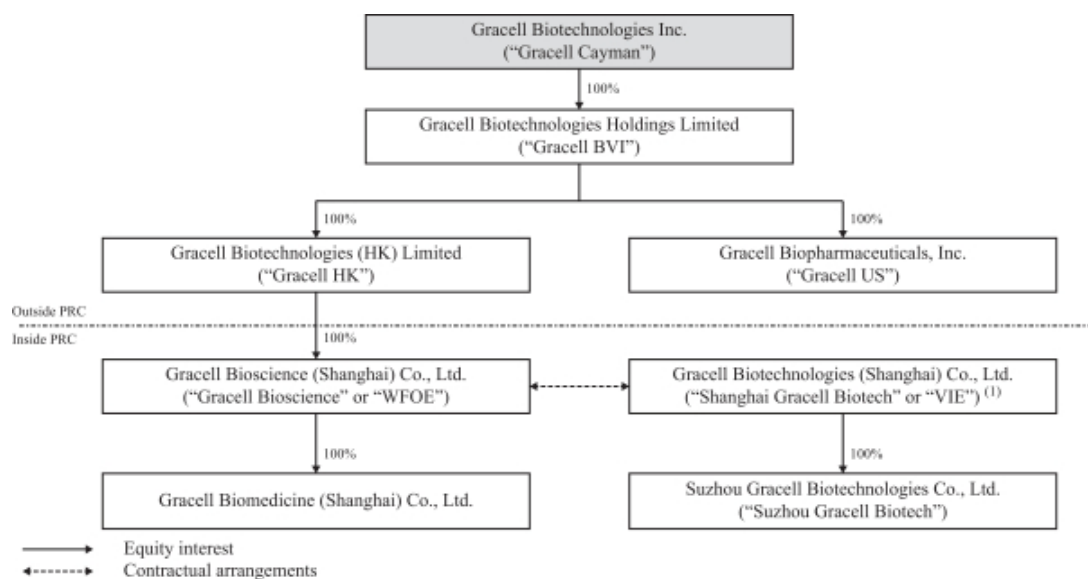 Gracell Biotechnologies Inc.
(“Gracell Cayman”)
100%
Gracell Biotechnologies Holdings Limited
(“Gracell BVI”)
100%
100%
Gracell Biotechnologies (HK) Limited
(“Gracell HK”)
Gracell Biopharmaceuticals, Inc.
(“Gracell US”)
Outside PRC
Inside PRC
100%
Gracell Bioscience (Shanghai) Co., Ltd.
(“Gracell Bioscience” or “WFOE”)
Gracell Biotechnologies (Shanghai) Co., Ltd.
(“Shanghai Gracell Biotech” or “VIE”) (1)
100%
100%
Gracell Biomedicine (Shanghai) Co., Ltd.
Suzhou Gracell Biotechnologies Co., Ltd.
(“Suzhou Gracell Biotech”)
Equity interest
Contractual arrangements